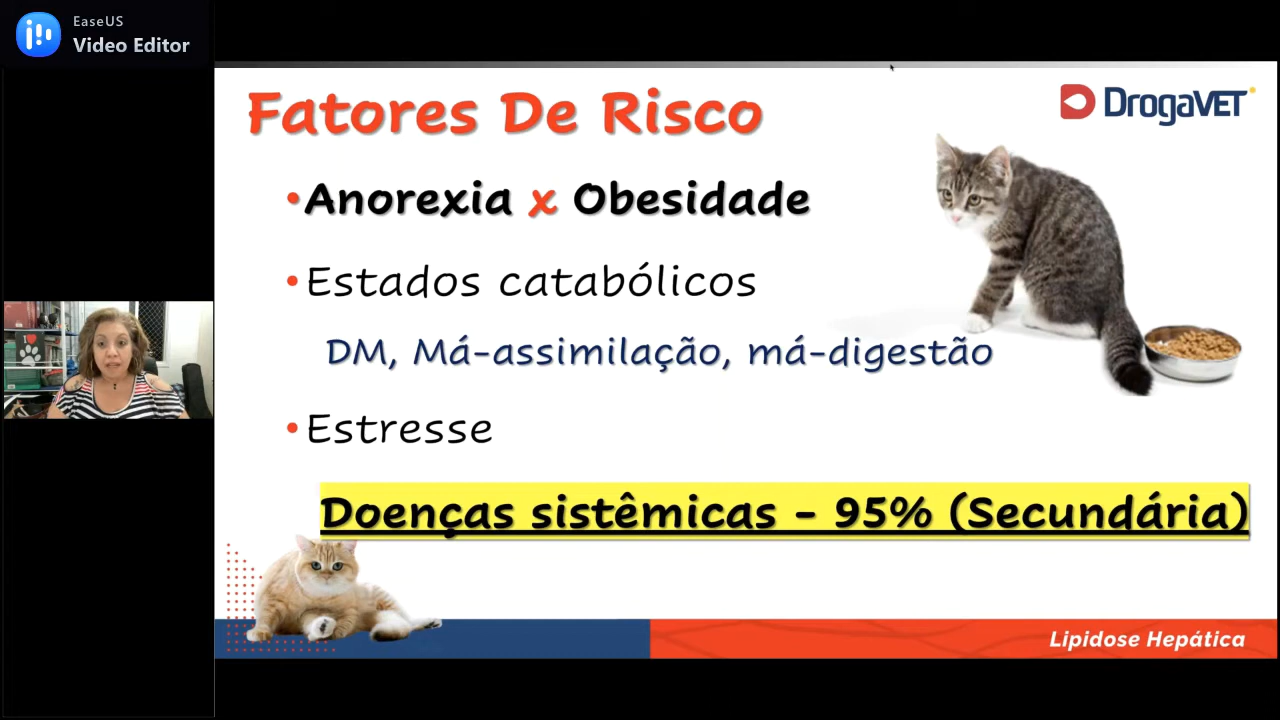 EaseUS
Video Editor
Fatores De Risco
DrogaVET
•Anorexia x Obesidade
•Estados catabólicos
DM, Má-assimilação, má-digestão
•Estresse
Doenças sistêmicas - 95% (Secundária)
Lipidose Hepática